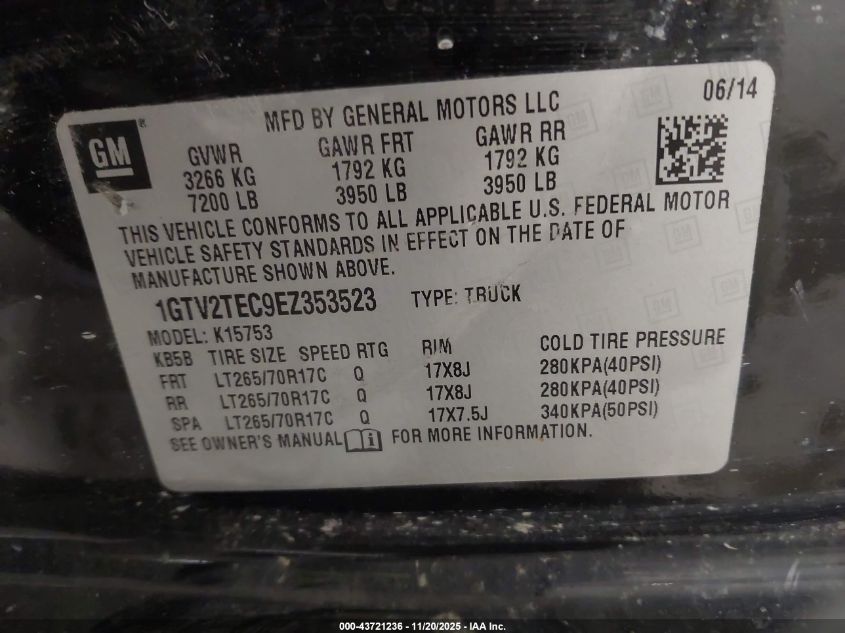 GM
MFD BY GENERAL MOTORS LLC
06/14
GVWR GAWR FRT GAWR RR
3266 KG 1792 KG 1792 KG
7200 LB 3950 LB 3950 LB
THIS VEHICLE CONFORMS TO ALL APPLICABLE U.S. FEDERAL MOTOR
VEHICLE SAFETY STANDARDS IN EFFECT ON THE DATE OF
MANUFACTURE SHOWN ABOVE.
1GTV2TEC9EZ353523 TYPE: TRUCK
MODEL: K15753
KB5B TIRE SIZE SPEED RTG RIM COLD TIRE PRESSURE
FRT LT265/70R17C Q 17X8J 280KPA(40PSI)
RR LT265/70R17C Q 17X8J 280KPA(40PSI)
SPA LT265/70R17C Q 17X7.5J 340KPA(50PSI)
SEE OWNER'S MANUAL FOR MORE INFORMATION.
000-43721236 - 11/20/2025 - IAA Inc.